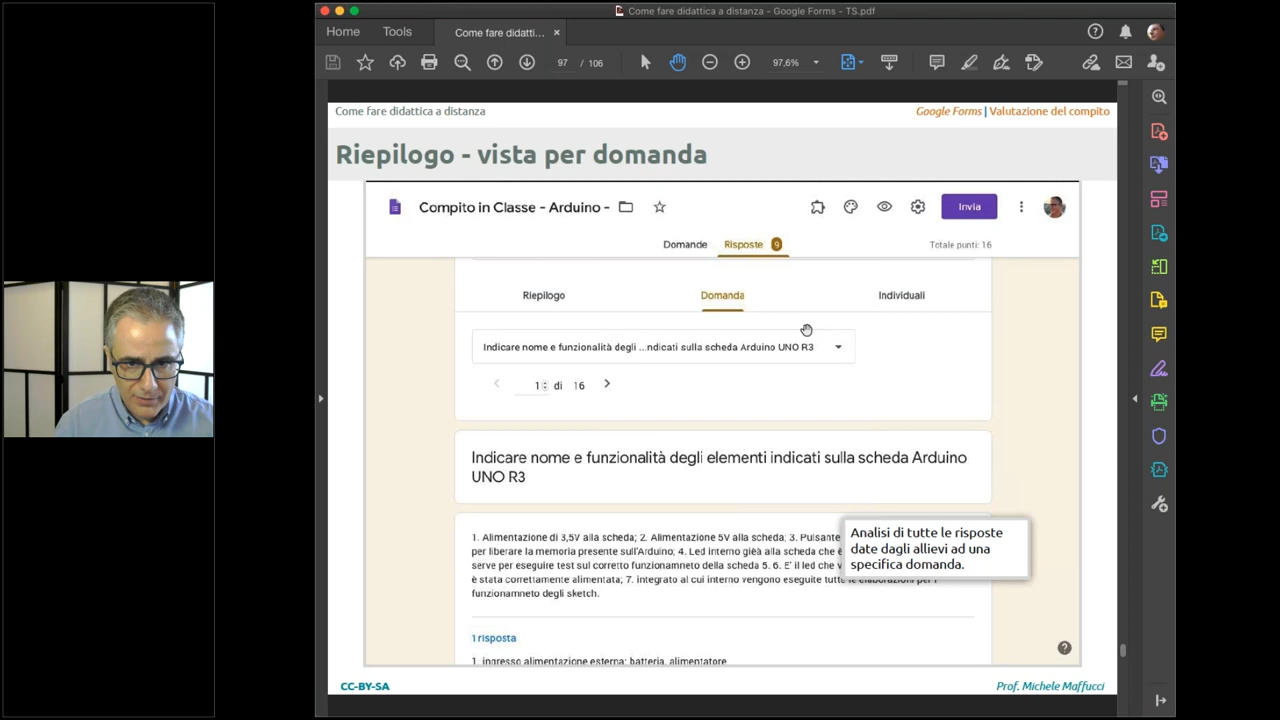 Come fare didattica a distanza - Google Forms - TS.pdf
Home
Tools
Come fare didatti...
97 / 106
97,6%
Come fare didattica a distanza
Google Forms | Valutazione del compito
Riepilogo - vista per domanda
Compito in Classe - Arduino -
Invia
Domande
Risposte 9
Totale punti: 16
Riepilogo
Domanda
Individuali
Indicare nome e funzionalità degli ...ndicati sulla scheda Arduino UNO R3
1 di 16
Indicare nome e funzionalità degli elementi indicati sulla scheda Arduino
UNO R3
1. Alimentazione di 3,5V alla scheda; 2. Alimentazione 5V alla scheda; 3. Pulsante
per liberare la memoria presente sull'Arduino; 4. Led interno gièà alla scheda che è
serve per eseguire test sul corretto funzionamneto della scheda 5. 6. E' il led che
è stata correttamente alimentata; 7. integrato al cui interno vengono eseguite tutte le elaborazioni per
funzionamneto degli sketch.
Analisi di tutte le risposte
date dagli allievi ad una
specifica domanda.
1 risposta
1. ingresso alimentazione esterna: batteria, alimentatore
CC-BY-SA
Prof. Michele Maffucci